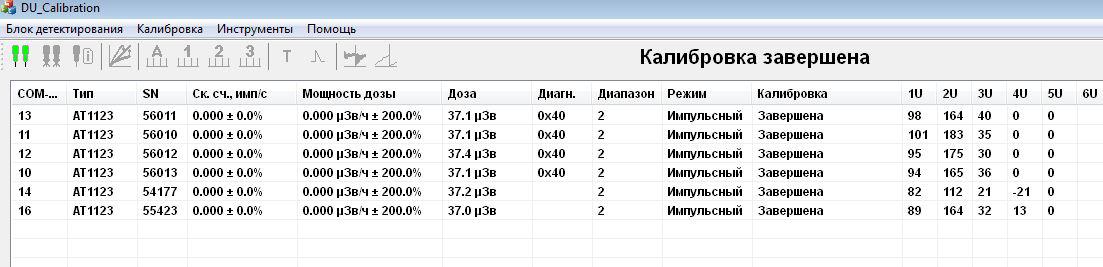 DU_Calibration
Блок детектирования Калибровка Инструменты Помощь
A 1 2 3 T Калибровка завершена
COM-... Тип SN Ск. сч., имп/с Мощность дозы Доза Диагн. Диапазон Режим Калибровка 1U 2U 3U 4U 5U 6U
13 AT1123 56011 0.000 ± 0.0% 0.000 µЗв/ч ± 200.0% 37.1 µЗв 0x40 2 Импульсный Завершена 98 164 40 0 0
11 AT1123 56010 0.000 ± 0.0% 0.000 µЗв/ч ± 200.0% 37.1 µЗв 0x40 2 Импульсный Завершена 101 183 35 0 0
12 AT1123 56012 0.000 ± 0.0% 0.000 µЗв/ч ± 200.0% 37.4 µЗв 0x40 2 Импульсный Завершена 95 175 30 0 0
10 AT1123 56013 0.000 ± 0.0% 0.000 µЗв/ч ± 200.0% 37.1 µЗв 0x40 2 Импульсный Завершена 94 165 36 0 0
14 AT1123 54177 0.000 ± 0.0% 0.000 µЗв/ч ± 200.0% 37.2 µЗв 2 Импульсный Завершена 82 112 21 -21 0
16 AT1123 55423 0.000 ± 0.0% 0.000 µЗв/ч ± 200.0% 37.0 µЗв 2 Импульсный Завершена 89 164 32 13 0